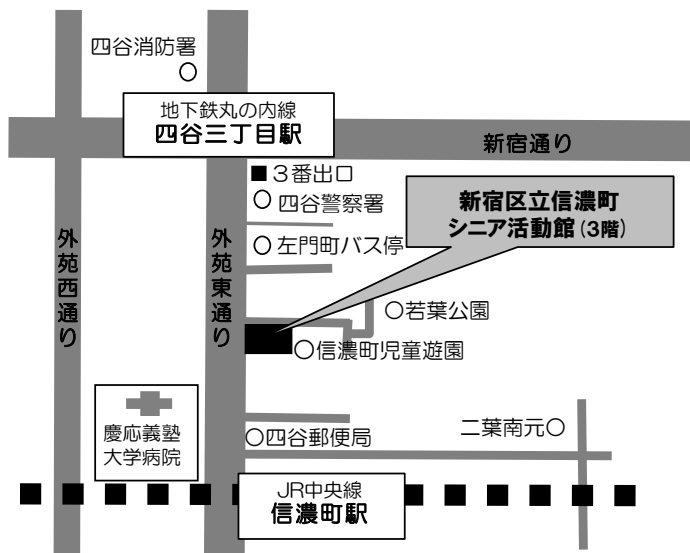 四谷消防署
地下鉄丸の内線
四谷三丁目駅
新宿通り
3番出口
四谷警察署
新宿区立信濃町
シニア活動館(3階)
左門町バス停
外苑西通り
外苑東通り
若葉公園
信濃町児童遊園
慶応義塾
大学病院
四谷郵便局
二葉南元
JR中央線
信濃町駅